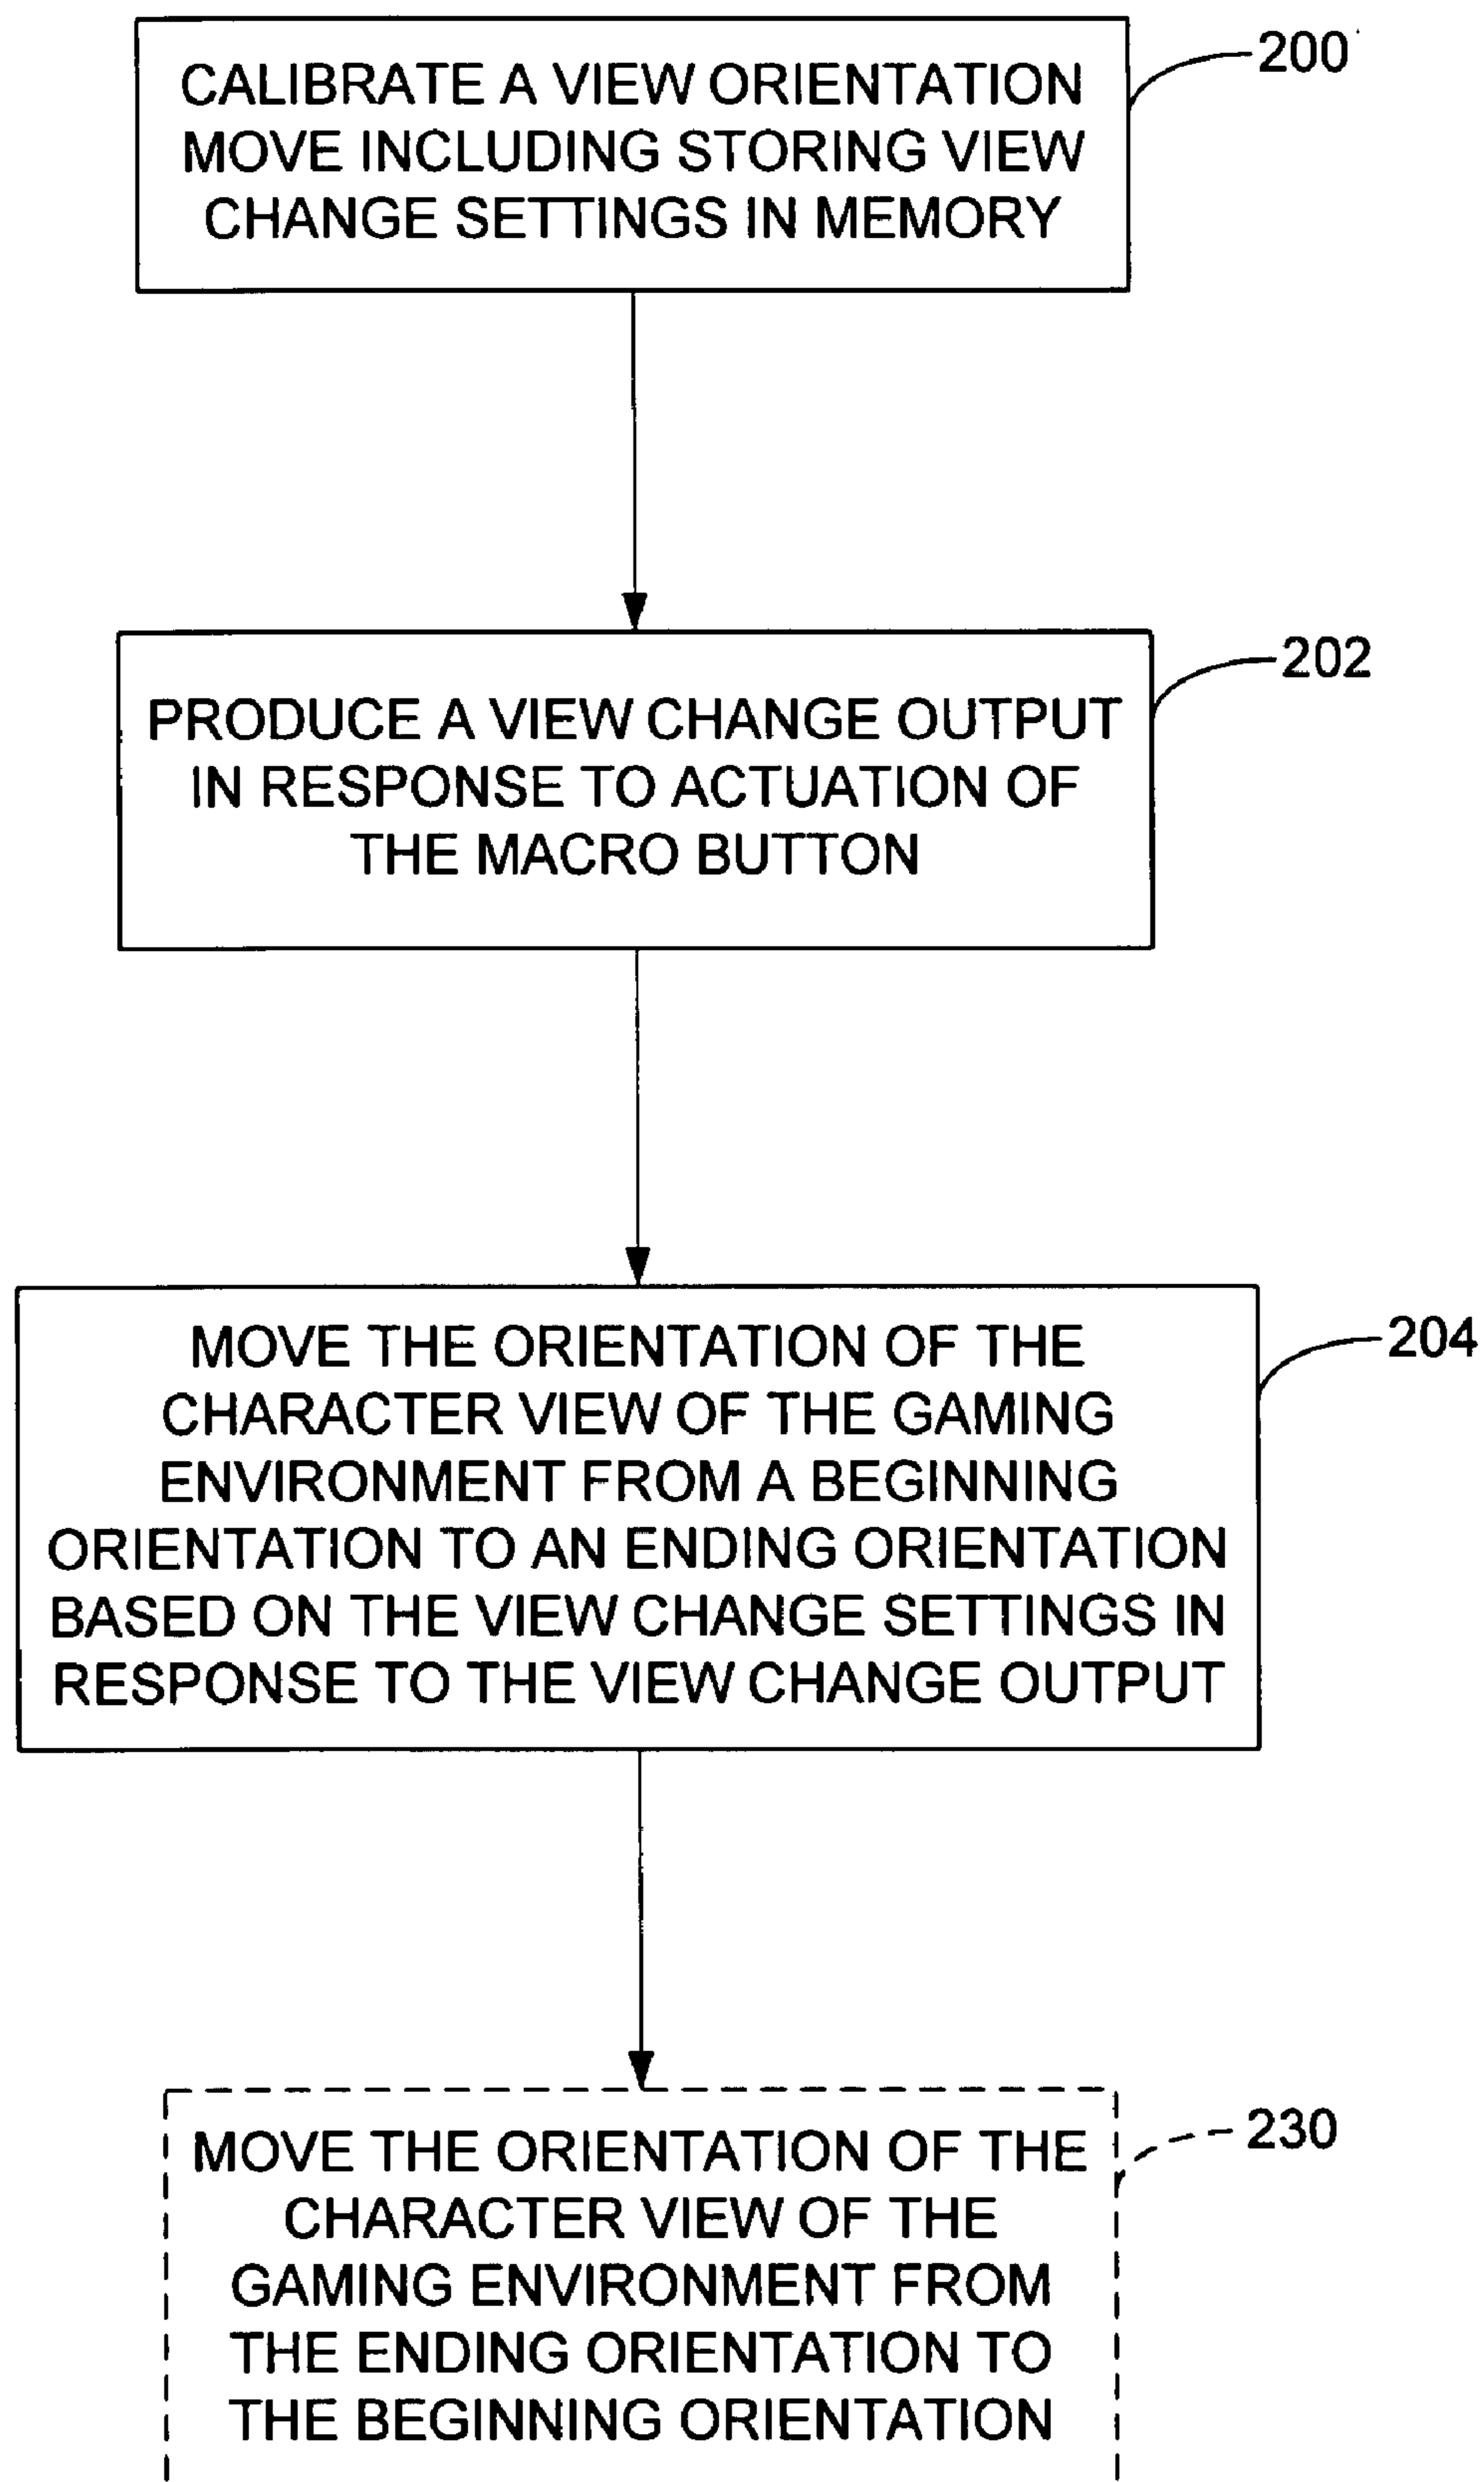 CALIBRATE A VIEW ORIENTATION
MOVE INCLUDING STORING VIEW
CHANGE SETTINGS IN MEMORY
200
PRODUCE A VIEW CHANGE OUTPUT
IN RESPONSE TO ACTUATION OF
THE MACRO BUTTON
202
MOVE THE ORIENTATION OF THE
CHARACTER VIEW OF THE GAMING
ENVIRONMENT FROM A BEGINNING
ORIENTATION TO AN ENDING ORIENTATION
BASED ON THE VIEW CHANGE SETTINGS IN
RESPONSE TO THE VIEW CHANGE OUTPUT
204
MOVE THE ORIENTATION OF THE
CHARACTER VIEW OF THE
GAMING ENVIRONMENT FROM
THE ENDING ORIENTATION TO
THE BEGINNING ORIENTATION
230